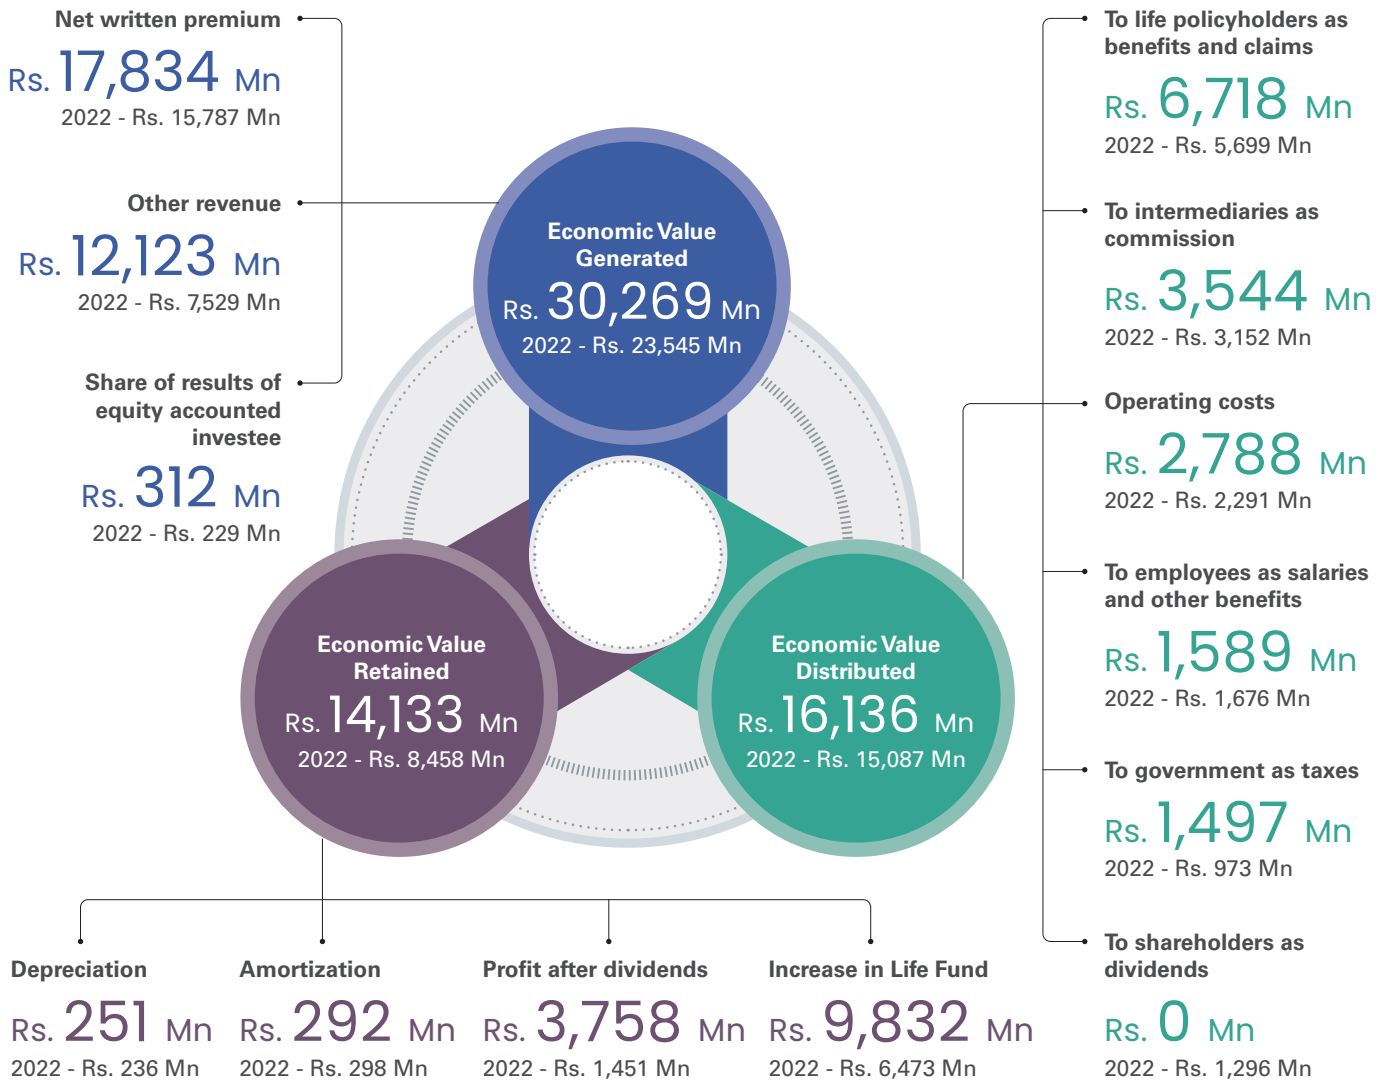 Net written premium
Rs. 17,834 Mn
2022 - Rs. 15,787 Mn
Other revenue
Rs. 12,123 Mn
2022 - Rs. 7,529 Mn
Share of results of
equity accounted
investee
Rs. 312 Mn
2022 - Rs. 229 Mn
Economic Value
Generated
Rs. 30,269 Mn
2022 - Rs. 23,545 Mn
Economic Value
Retained
Rs. 14,133 Mn
2022 - Rs. 8,458 Mn
Economic Value
Distributed
Rs. 16,136 Mn
2022 - Rs. 15,087 Mn
To life policyholders as
benefits and claims
Rs. 6,718 Mn
2022 - Rs. 5,699 Mn
To intermediaries as
commission
Rs. 3,544 Mn
2022 - Rs. 3,152 Mn
Operating costs
Rs. 2,788 Mn
2022 - Rs. 2,291 Mn
To employees as salaries
and other benefits
Rs. 1,589 Mn
2022 - Rs. 1,676 Mn
To government as taxes
Rs. 1,497 Mn
2022 - Rs. 973 Mn
To shareholders as
dividends
Rs. 0 Mn
2022 - Rs. 1,296 Mn
Depreciation
Rs. 251 Mn
2022 - Rs. 236 Mn
Amortization
Rs. 292 Mn
2022 - Rs. 298 Mn
Profit after dividends
Rs. 3,758 Mn
2022 - Rs. 1,451 Mn
Increase in Life Fund
Rs. 9,832 Mn
2022 - Rs. 6,473 Mn